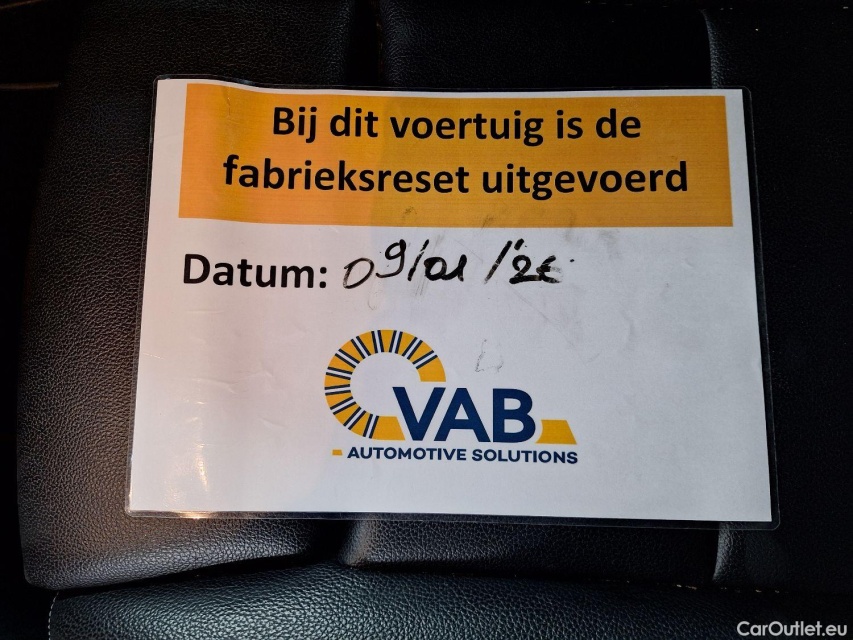 Bij dit voertuig is de
fabrieksreset uitgevoerd
Datum: 09/01/'26
VAB
AUTOMOTIVE SOLUTIONS
CarOutlet.eu